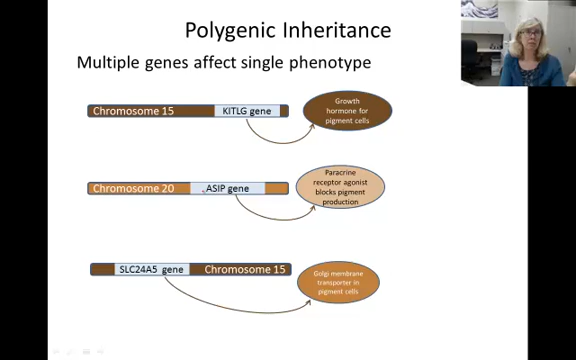 Polygenic Inheritance
Multiple genes affect single phenotype
Chromosome 15 KITLG gene
Growth
hormone for
pigment cells
Chromosome 20 ASIP gene
Paracrine
receptor agonist
blocks pigment
production
SLC24A5 gene Chromosome 15
Golgi membrane
transporter in
pigment cells